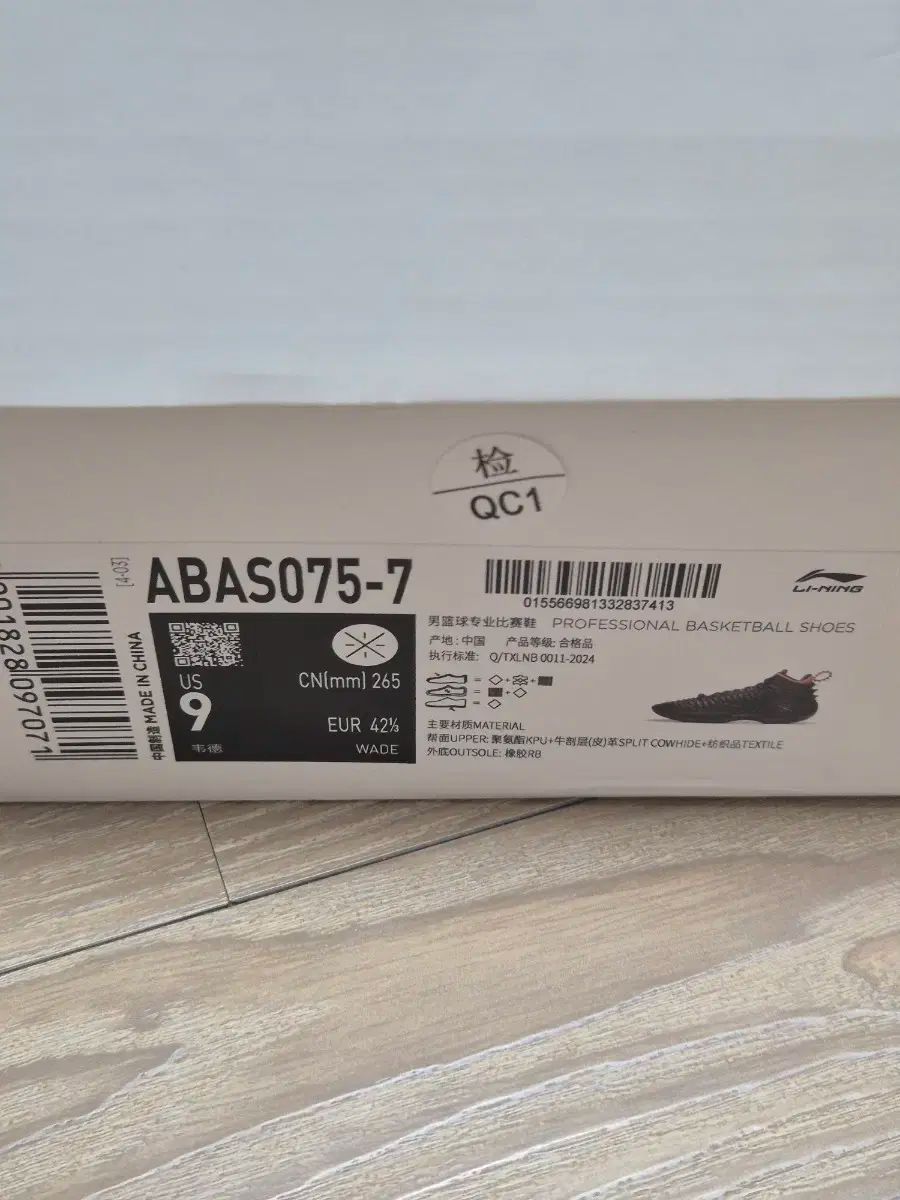 检
QC1
[4-03]
ABAS075-7
015566981332837413
LI-NING
男篮球专业比赛鞋 PROFESSIONAL BASKETBALL SHOES
产地: 中国 产品等级: 合格品
执行标准: Q/TXLNB 0011-2024
中国制造 MADE IN CHINA
US
9
韦德
CN(mm) 265
EUR 42⅓
WADE
主要材质MATERIAL
帮面UPPER: 聚氨酯KPU+牛剖层(皮)革SPLIT COWHIDE+纺织品TEXTILE
外底OUTSOLE: 橡胶RB